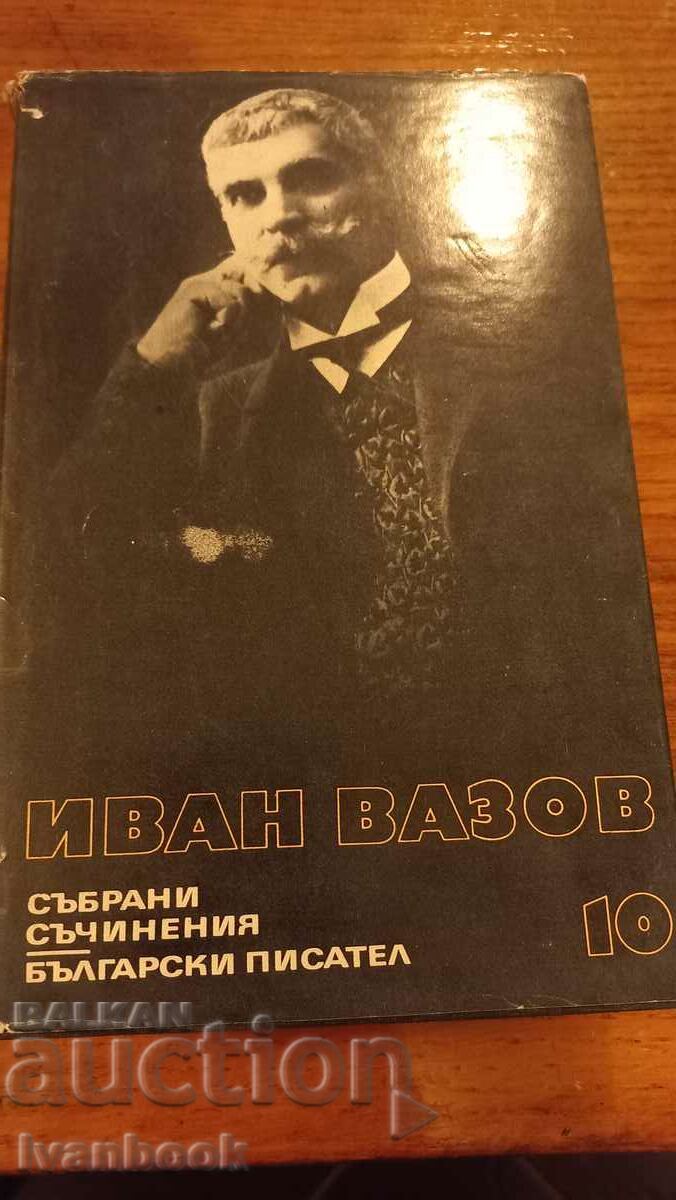 ИВАН ВАЗОВ
СЪБРАНИ
СЪЧИНЕНИЯ
10
БЪЛГАРСКИ ПИСАТЕЛ
BALKAN
auction
Ivanbook